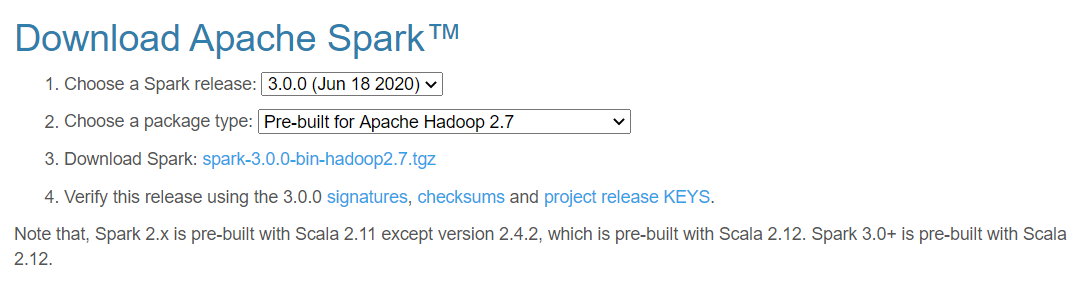 Download Apache Spark™
1. Choose a Spark release: 3.0.0 (Jun 18 2020)
2. Choose a package type: Pre-built for Apache Hadoop 2.7
3. Download Spark: spark-3.0.0-bin-hadoop2.7.tgz
4. Verify this release using the 3.0.0 signatures, checksums and project release KEYS.
Note that, Spark 2.x is pre-built with Scala 2.11 except version 2.4.2, which is pre-built with Scala 2.12. Spark 3.0+ is pre-built with Scala
2.12.